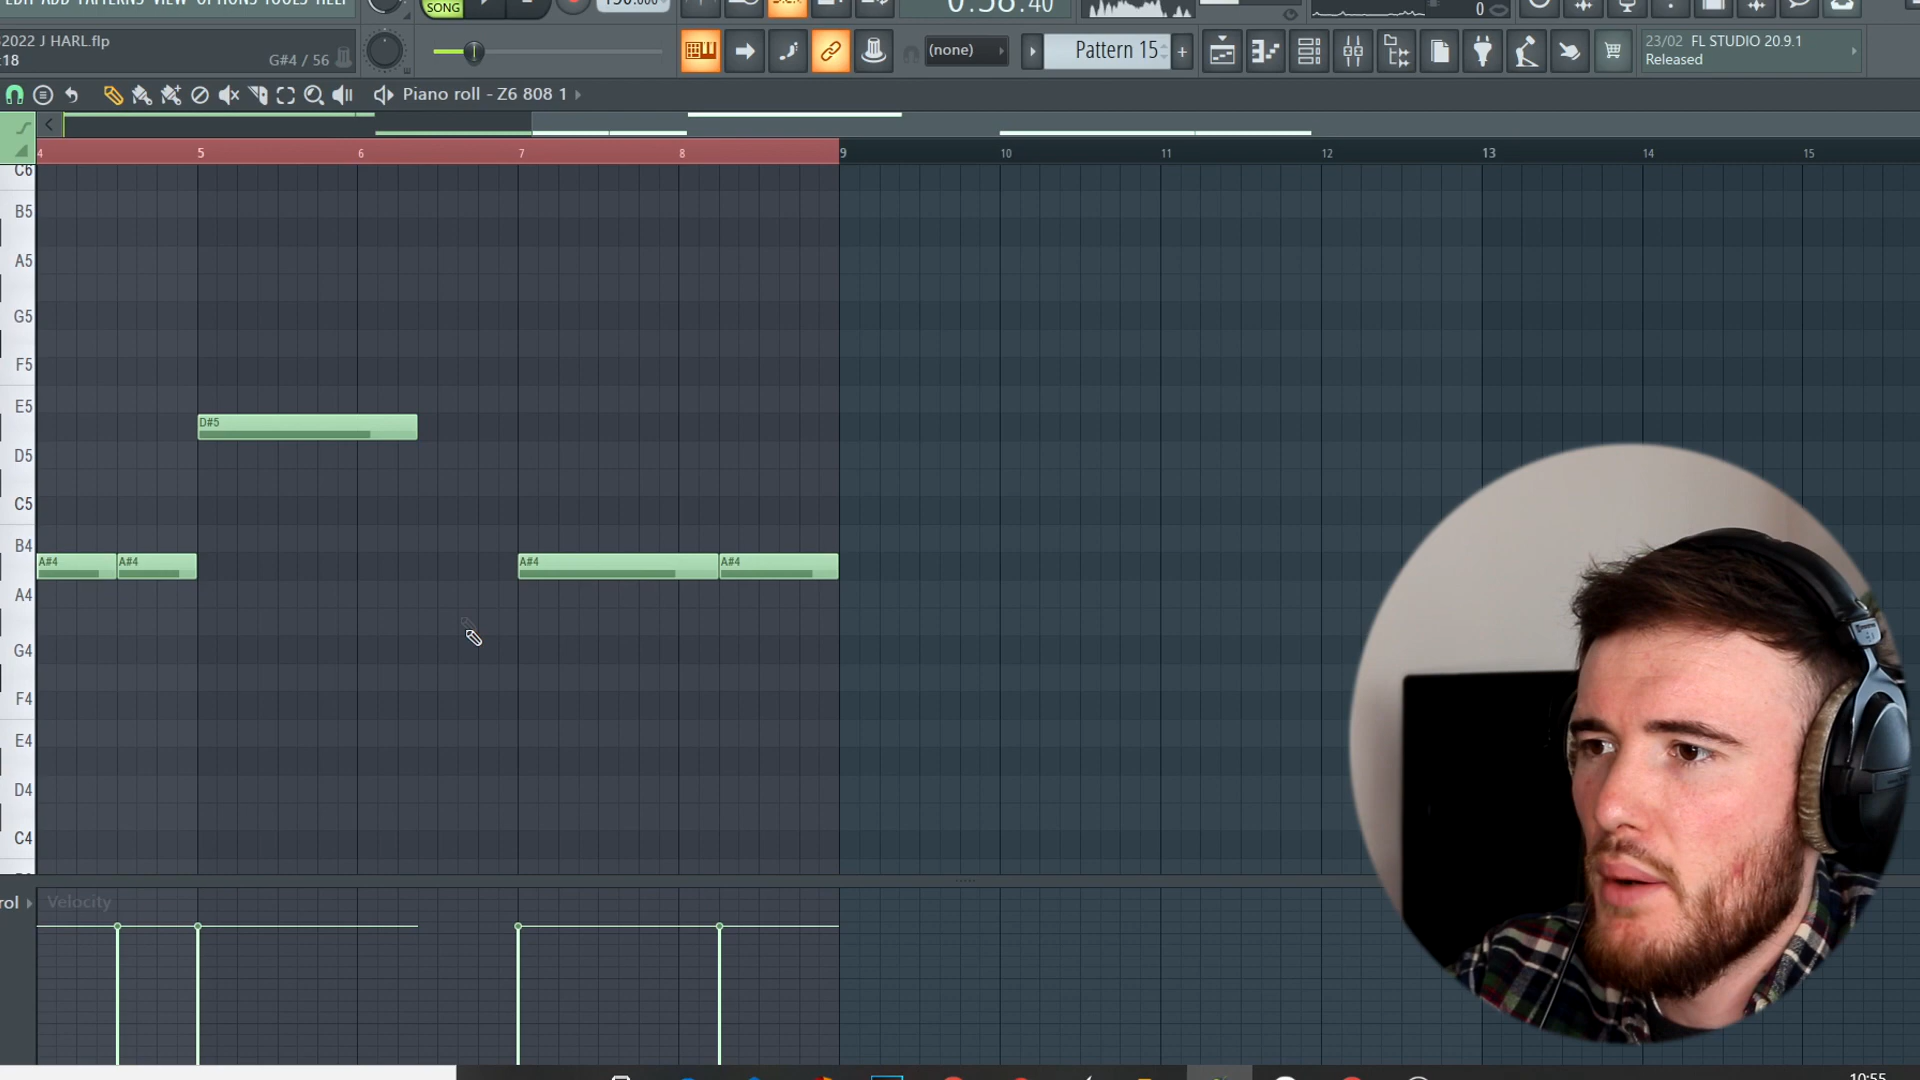 EDIT ADD PATTERNS VIEW OPTIONS TOOLS HELP
SONG
0:58:40
0
2022 J HARL.flp
:18
G#4 / 56
(none)
Pattern 15
+
23/02 FL STUDIO 20.9.1
Released
Piano roll - Z6 808 1
4 5 6 7 8 9 10 11 12 13 14 15
C6
B5
A5
G5
F5
E5
D#5
D5
C5
B4
A#4 A#4 A#4 A#4
A4
G4
F4
E4
D4
C4
rol Velocity
10:55